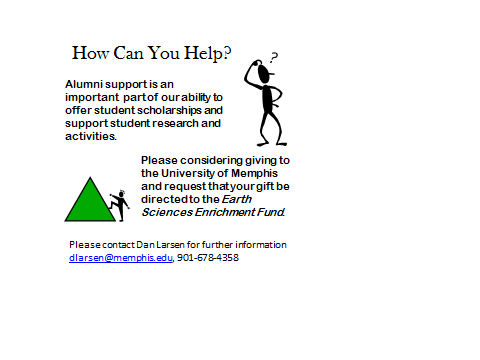 How Can You Help?
?
Alumni support is an
important part of our ability to
offer student scholarships and
support student research and
activities.
Please considering giving to
the University of Memphis
and request that your gift be
directed to the Earth
Sciences Enrichment Fund.
Please contact Dan Larsen for further information
dlarsen@memphis.edu, 901-678-4358